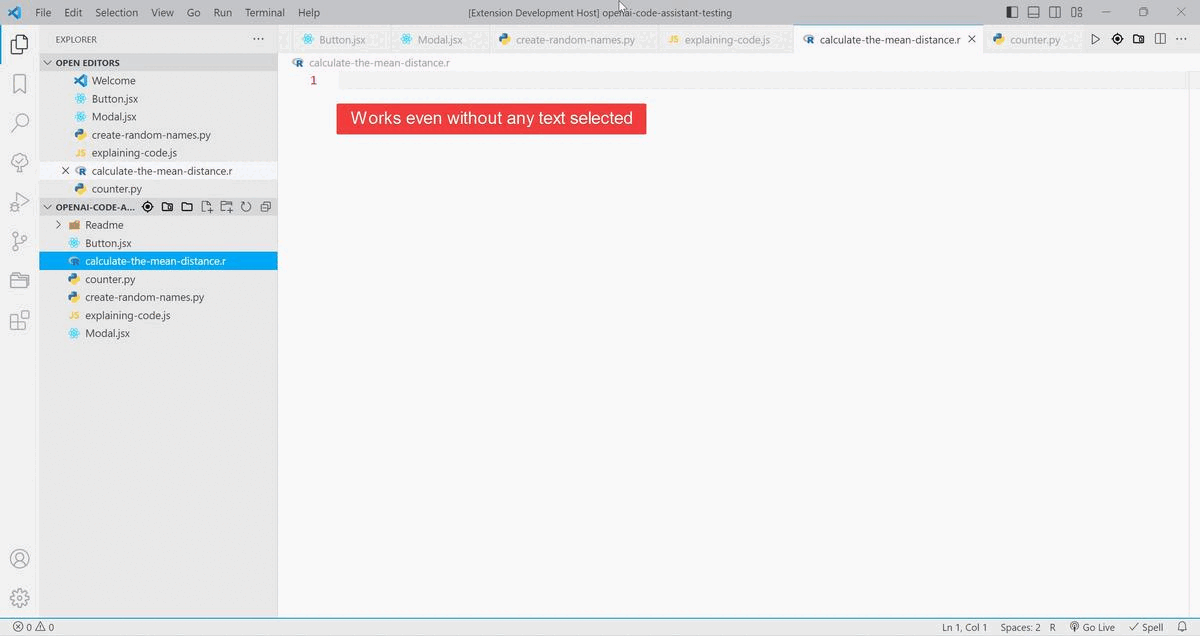 File Edit Selection View Go Run Terminal Help
[Extension Development Host] openai-code-assistant-testing
EXPLORER
OPEN EDITORS
Welcome
Button.jsx
Modal.jsx
create-random-names.py
JS explaining-code.js
calculate-the-mean-distance.r
counter.py
OPENAI-CODE-A...
Readme
Button.jsx
calculate-the-mean-distance.r
counter.py
create-random-names.py
JS explaining-code.js
Modal.jsx
Button.jsx Modal.jsx create-random-names.py JS explaining-code.js calculate-the-mean-distance.r counter.py
calculate-the-mean-distance.r
1
Works even without any text selected
0 0 Ln 1, Col 1 Spaces: 2 R Go Live Spell